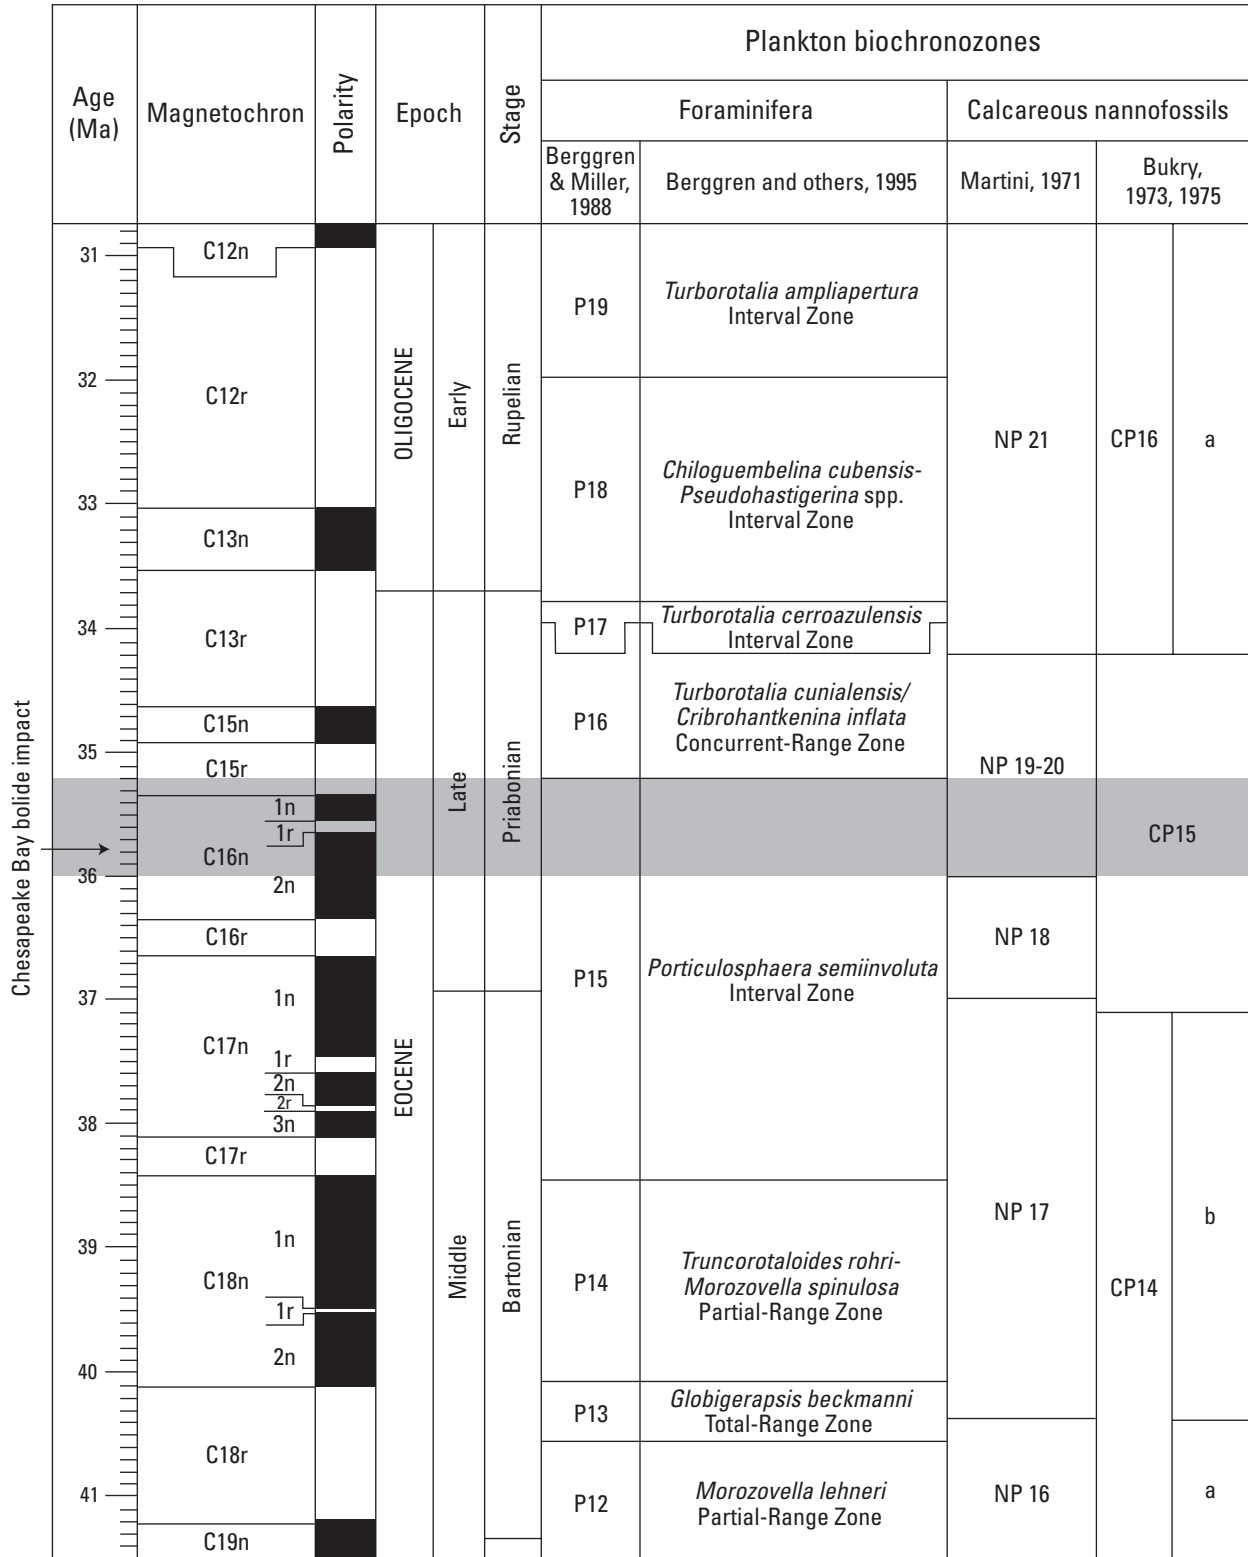 Plankton biochronozones
Age
(Ma)
Magnetochron
Polarity
Epoch
Stage
Foraminifera
Calcareous nannofossils
Berggren
& Miller,
1988
Berggren and others, 1995
Martini, 1971
Bukry,
1973, 1975
31
32
33
34
35
36
37
38
39
40
41
Chesapeake Bay bolide impact
C12n
C12r
C13n
C13r
C15n
C15r
1n
1r
C16n
2n
C16r
1n
C17n
1r
2n
2r
3n
C17r
1n
C18n
1r
2n
C18r
C19n
OLIGOCENE
EOCENE
Early
Late
Middle
Rupelian
Priabonian
Bartonian
P19
P18
P17
P16
P15
P14
P13
P12
Turborotalia ampliapertura
Interval Zone
Chiloguembelina cubensis-
Pseudohastigerina spp.
Interval Zone
Turborotalia cerroazulensis
Interval Zone
Turborotalia cunialensis/
Cribrohantkenina inflata
Concurrent-Range Zone
Porticulosphaera semiinvoluta
Interval Zone
Truncorotaloides rohri-
Morozovella spinulosa
Partial-Range Zone
Globigerapsis beckmanni
Total-Range Zone
Morozovella lehneri
Partial-Range Zone
NP 21
NP 19-20
NP 18
NP 17
NP 16
CP16
CP15
CP14
a
b
a